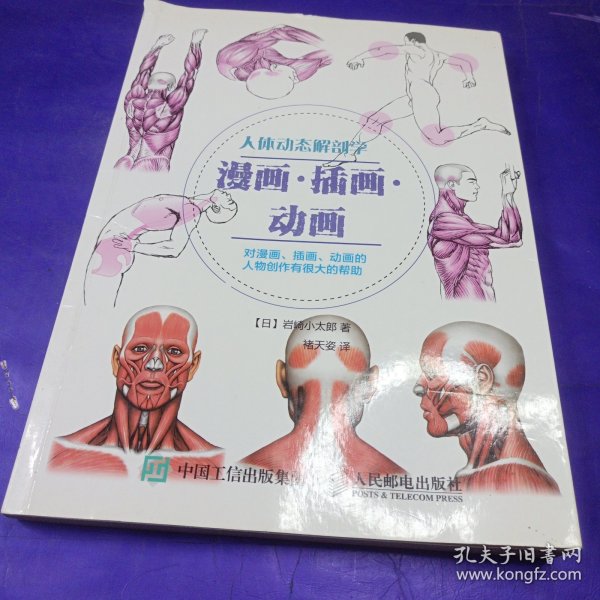 人体动态解剖学
漫画·插画·
动画
对漫画、插画、动画的
人物创作有很大的帮助
【日】岩崎小太郎 著
褚天姿 译
中国工信出版集团
人民邮电出版社
POSTS & TELECOM PRESS
孔夫子旧书网
www.kongfz.com